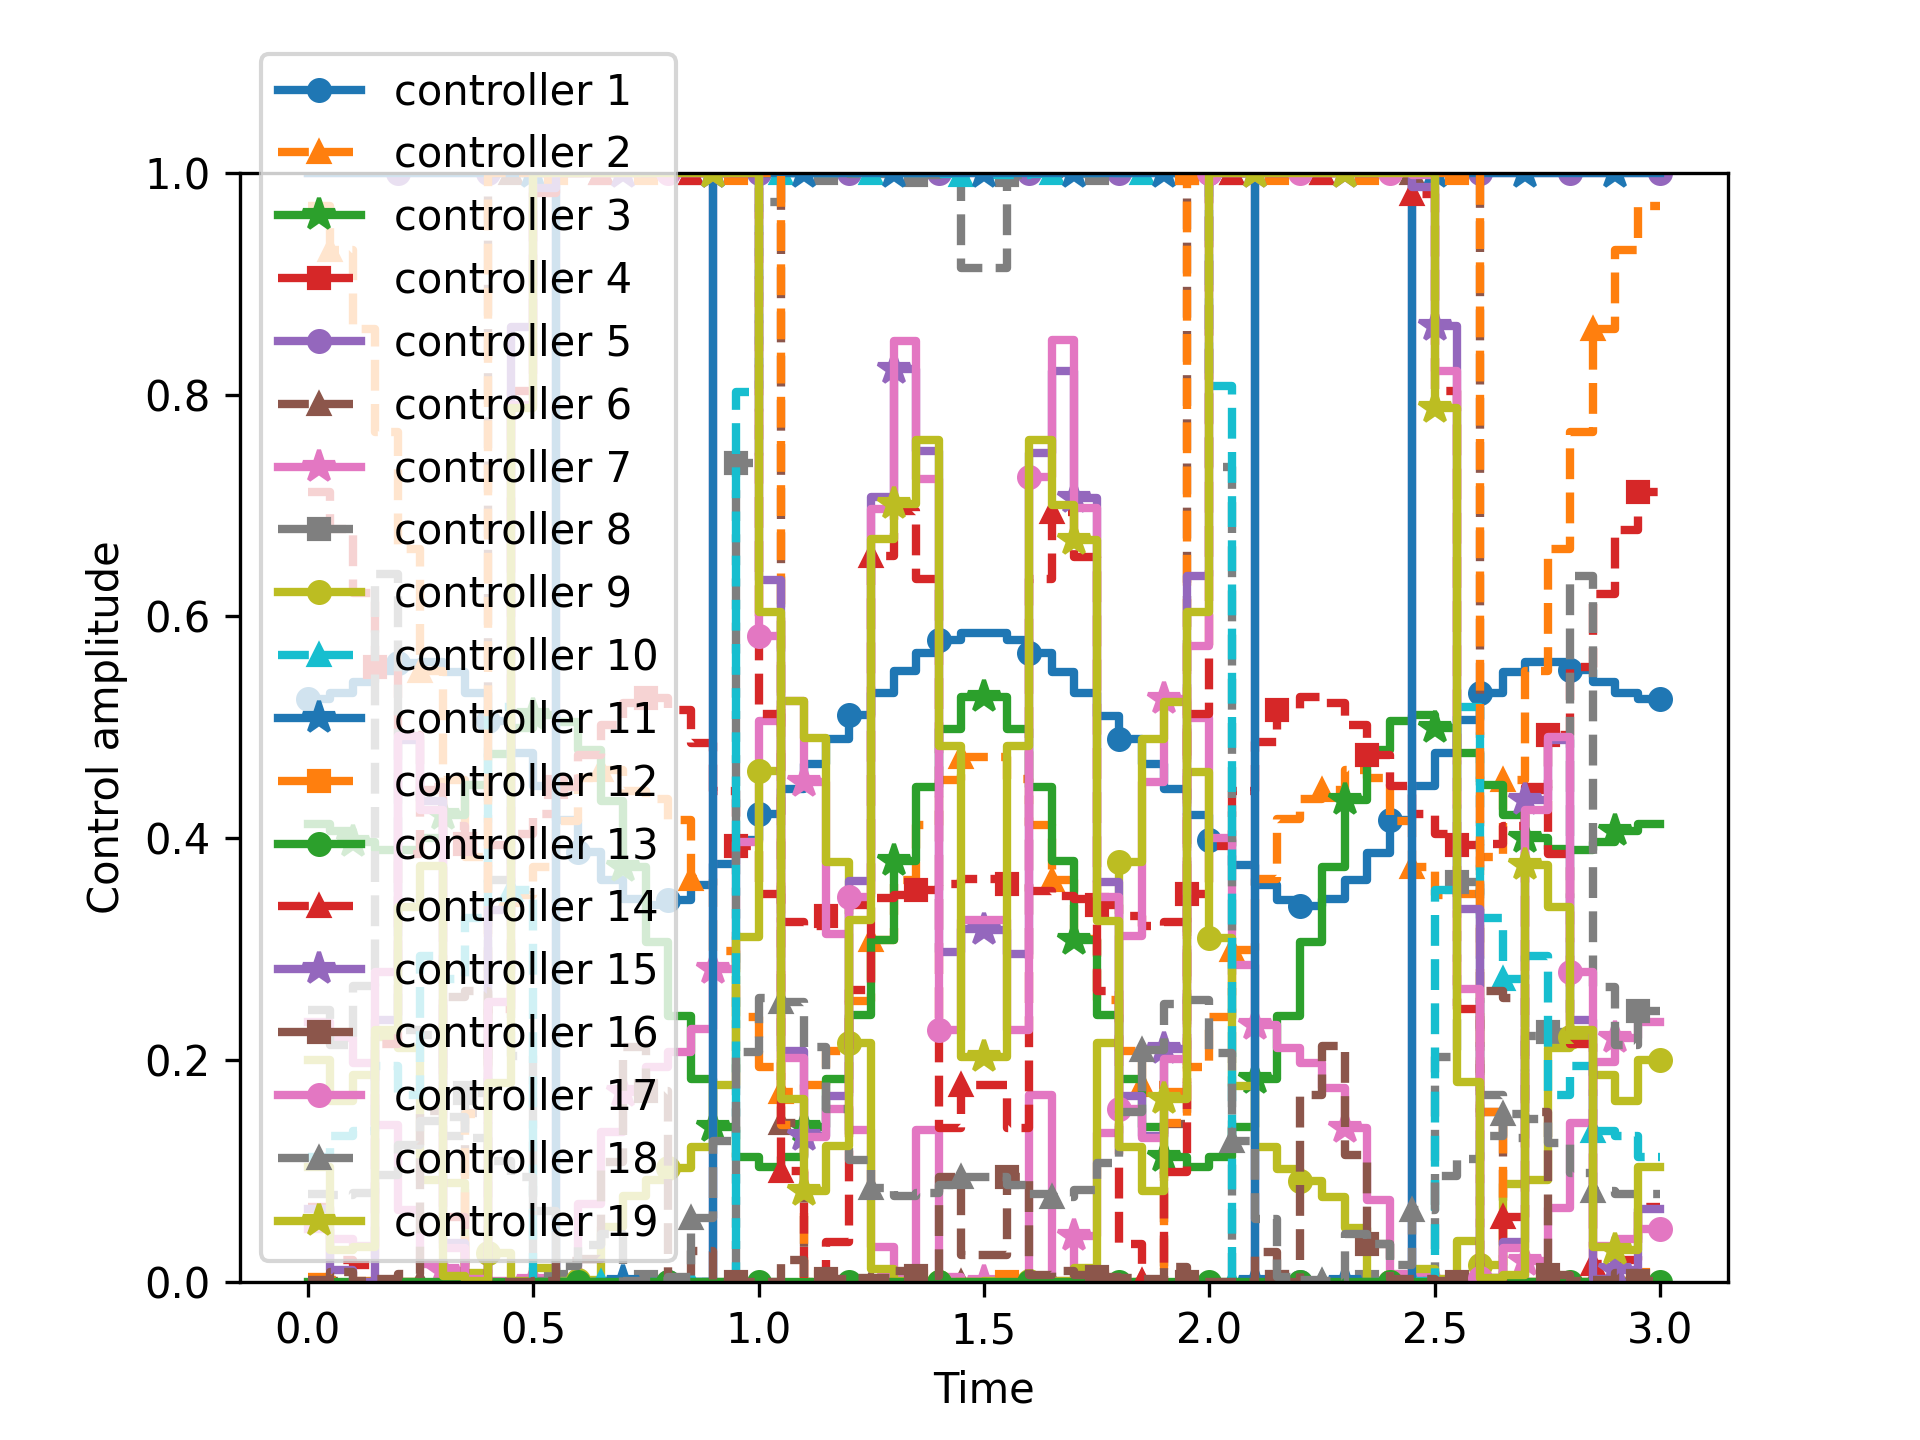 controller 1
controller 2
controller 3
controller 4
controller 5
controller 6
controller 7
controller 8
controller 9
controller 10
controller 11
controller 12
controller 13
controller 14
controller 15
controller 16
controller 17
controller 18
controller 19
1.0
0.8
0.6
0.4
0.2
0.0
Control amplitude
0.0 0.5 1.0 1.5 2.0 2.5 3.0
Time